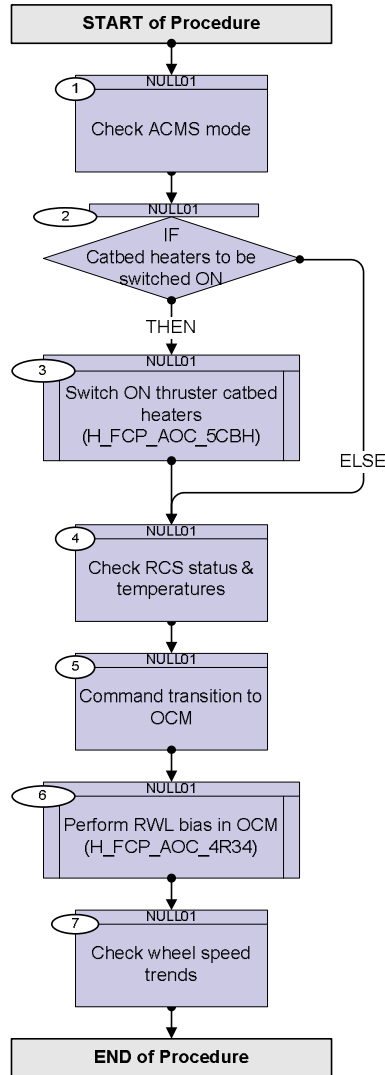 START of Procedure
NULL01
1
Check ACMS mode
NULL01
2
IF
Catbed heaters to be
switched ON
THEN
NULL01
3
Switch ON thruster catbed
heaters
(H_FCP_AOC_5CBH)
ELSE
NULL01
4
Check RCS status &
temperatures
NULL01
5
Command transition to
OCM
NULL01
6
Perform RWL bias in OCM
(H_FCP_AOC_4R34)
NULL01
7
Check wheel speed
trends
END of Procedure